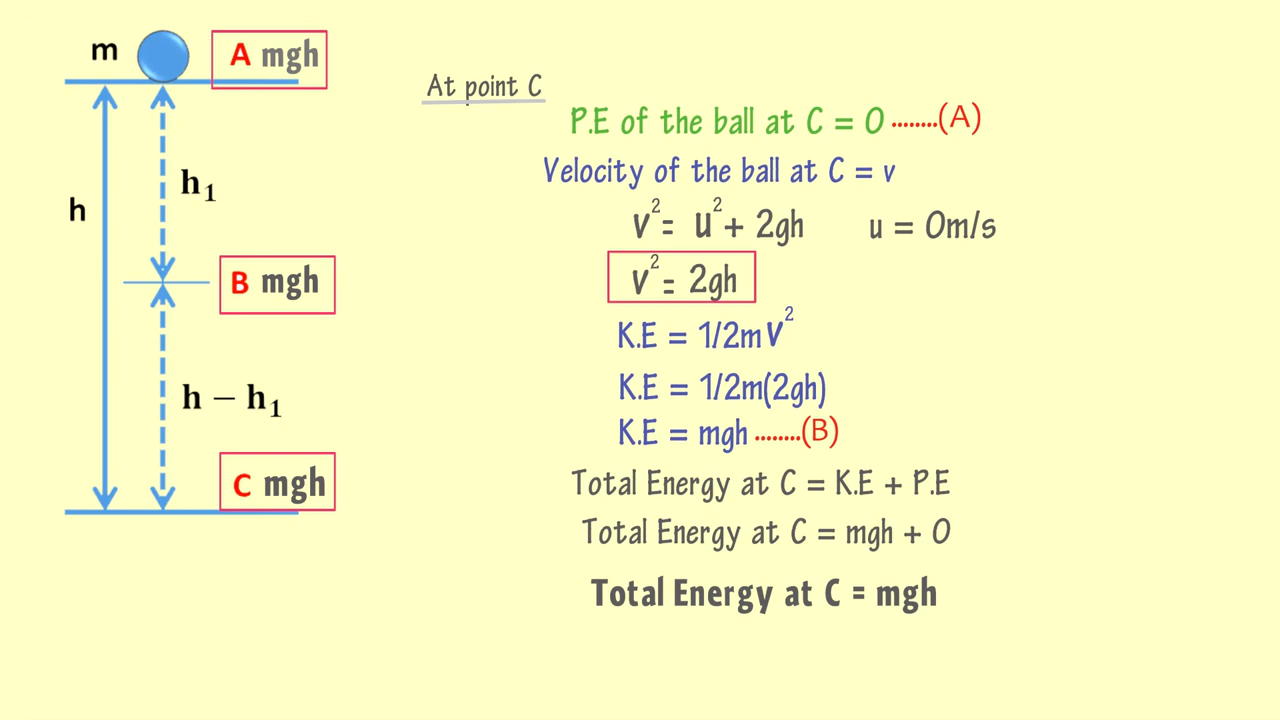 m
A mgh
h₁
h
B mgh
h − h₁
C mgh
At point C
P.E of the ball at C = 0 ........(A)
Velocity of the ball at C = v
v² = u² + 2gh u = 0m/s
v² = 2gh
K.E = 1/2mv²
K.E = 1/2m(2gh)
K.E = mgh ........(B)
Total Energy at C = K.E + P.E
Total Energy at C = mgh + 0
Total Energy at C = mgh